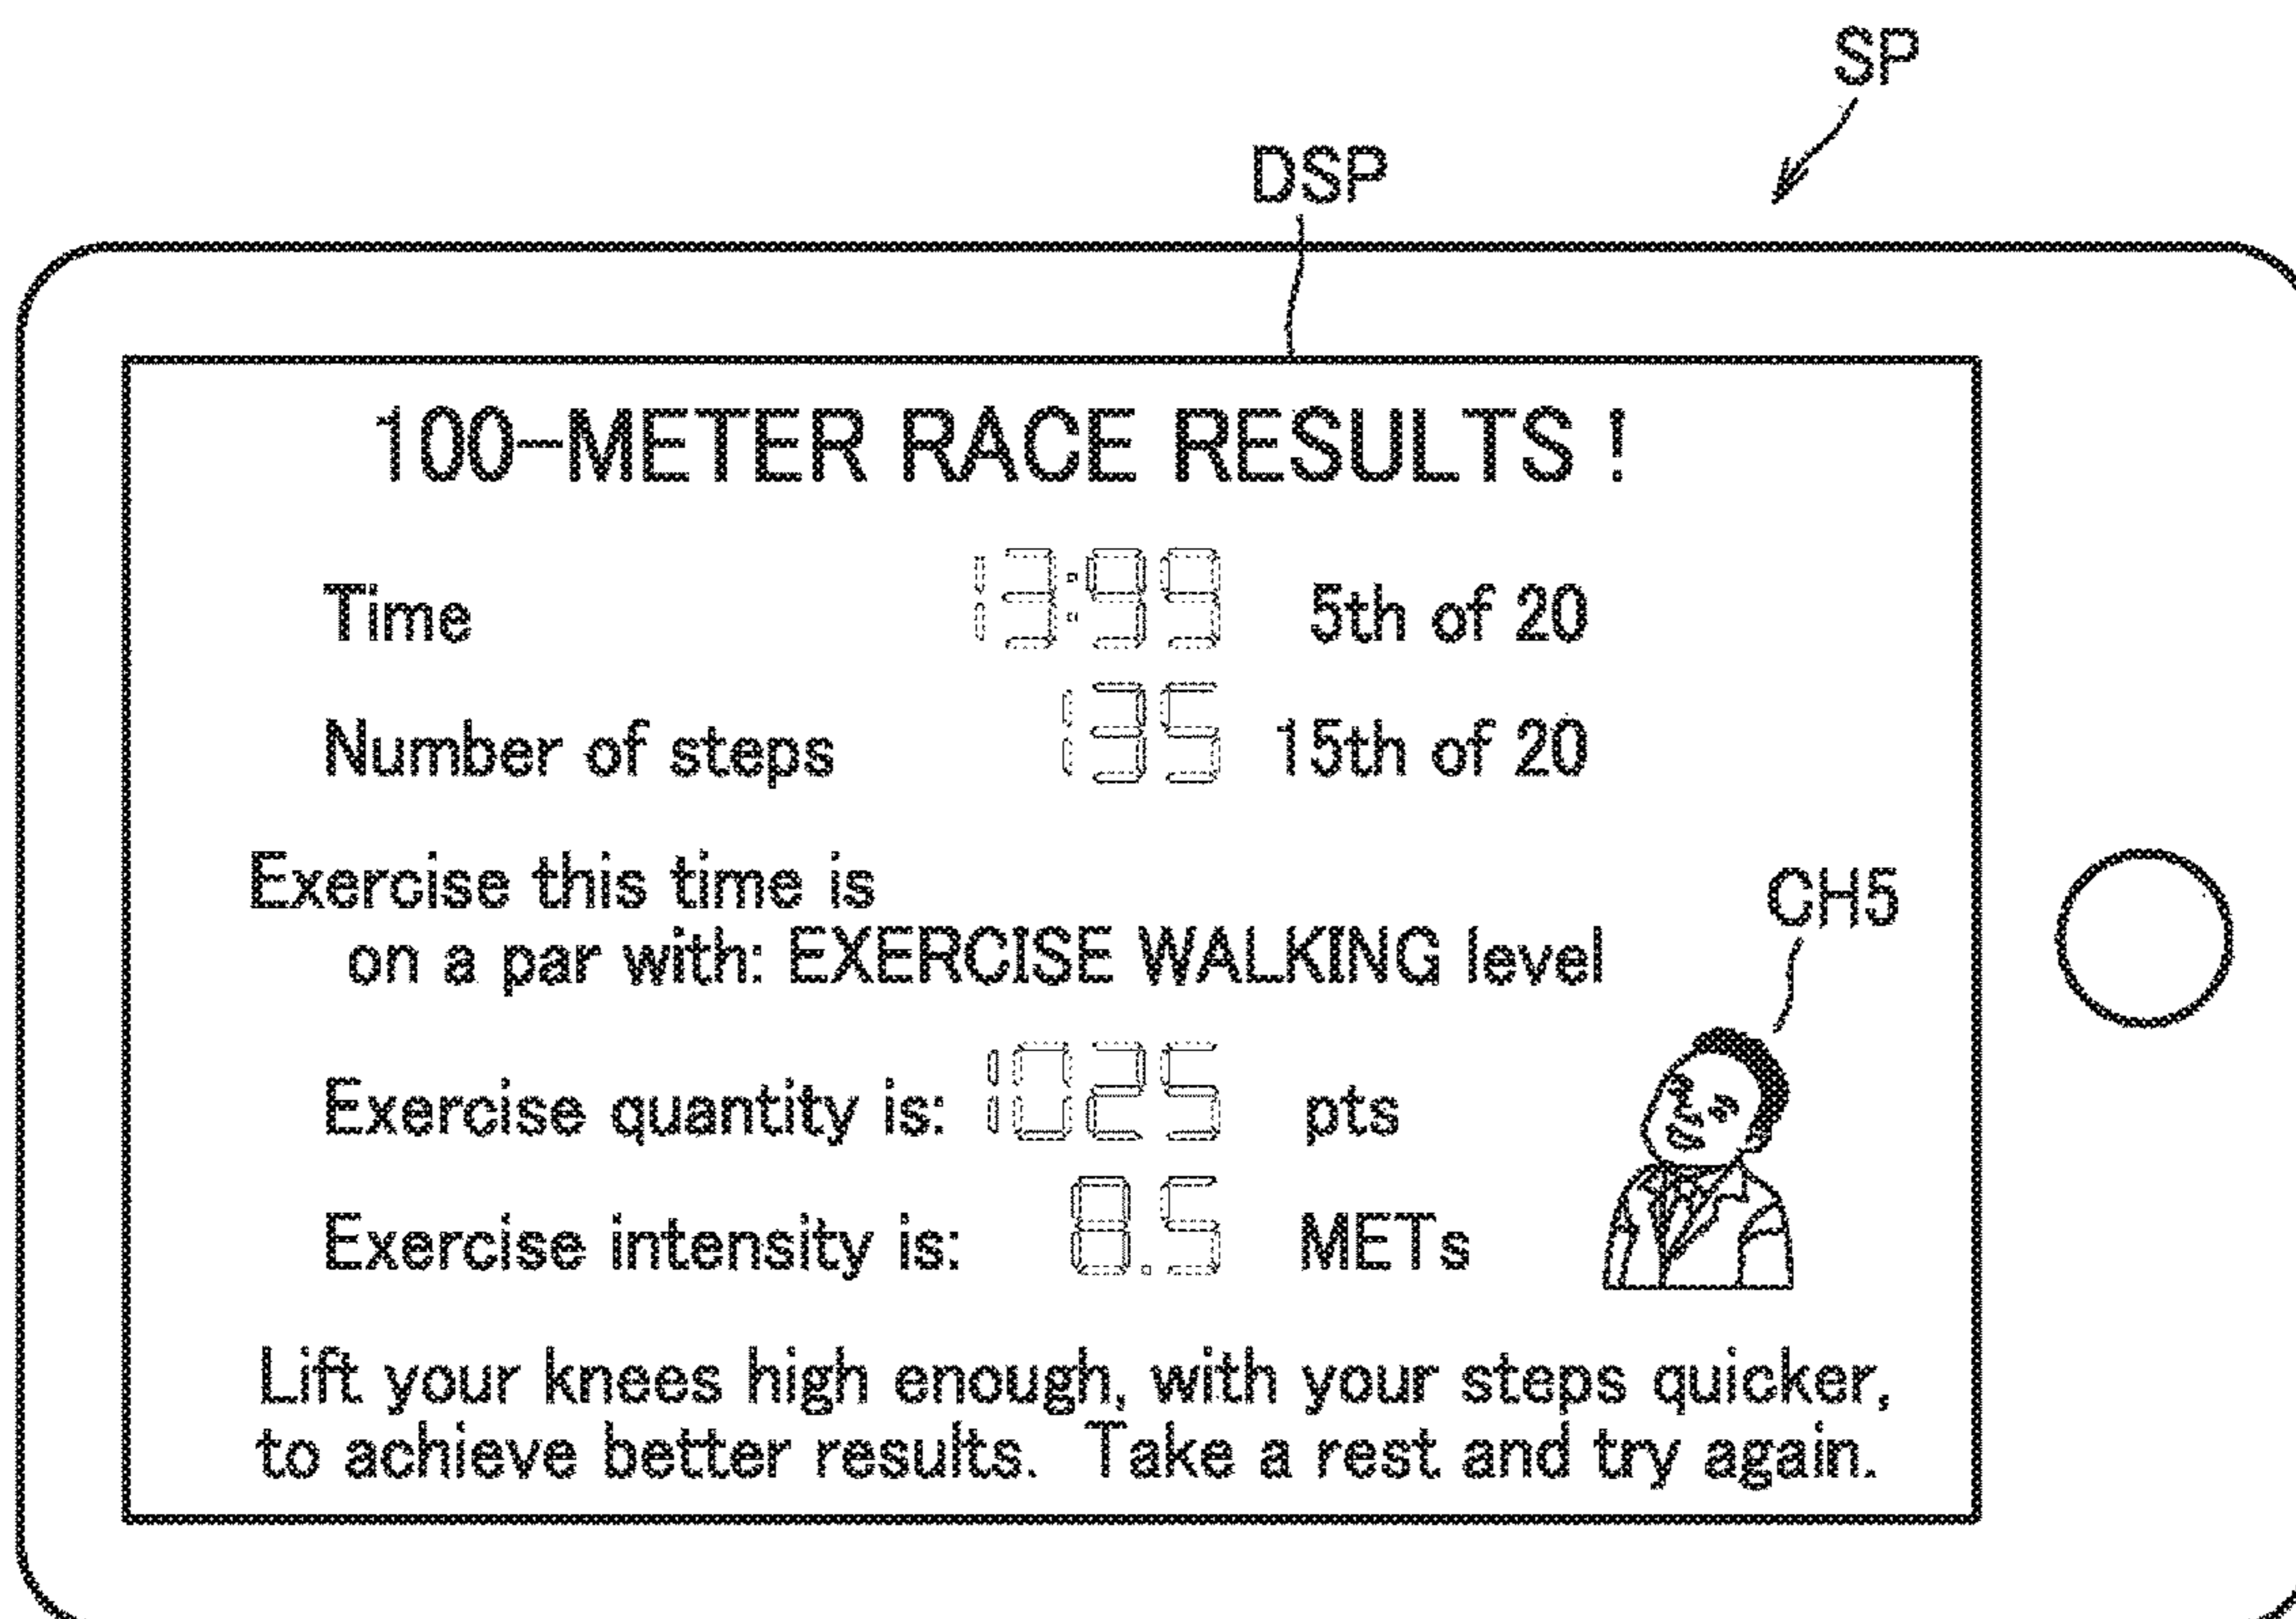 SP
DSP
100-METER RACE RESULTS !
Time 13:99 5th of 20
Number of steps 135 15th of 20
Exercise this time is
on a par with: EXERCISE WALKING level
CH5
Exercise quantity is: 1025 pts
Exercise intensity is: 8.5 METs
Lift your knees high enough, with your steps quicker,
to achieve better results. Take a rest and try again.